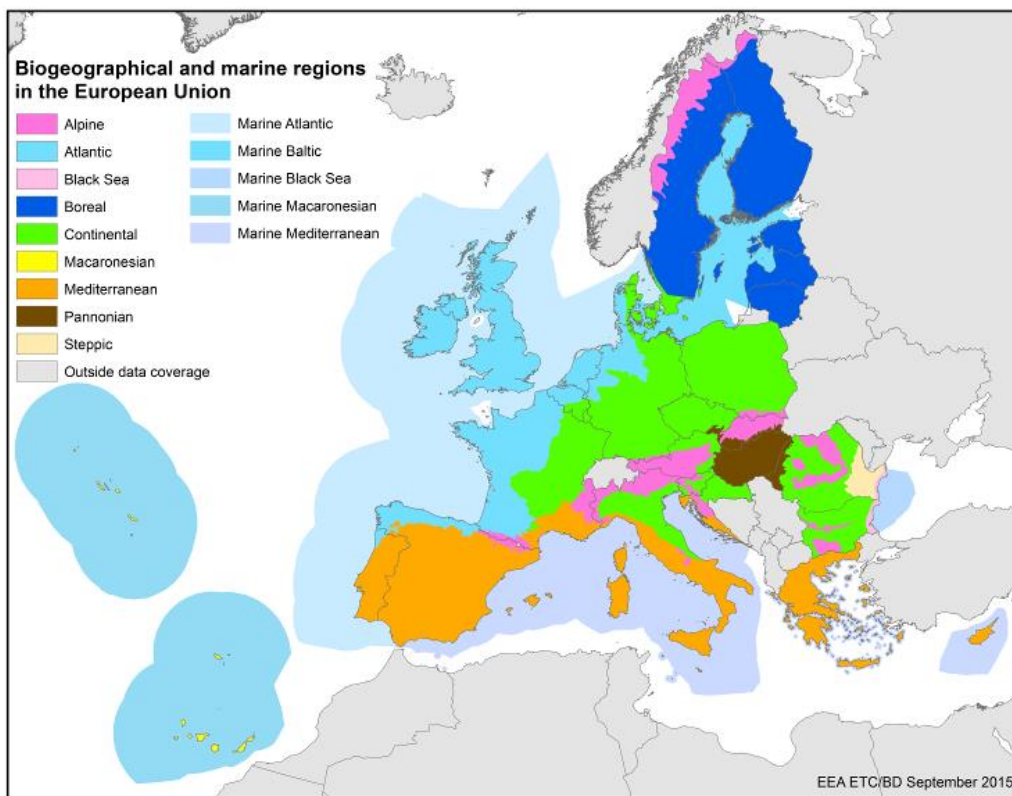 Biogeographical and marine regions
in the European Union
Alpine
Atlantic
Black Sea
Boreal
Continental
Macaronesian
Mediterranean
Pannonian
Steppic
Outside data coverage
Marine Atlantic
Marine Baltic
Marine Black Sea
Marine Macaronesian
Marine Mediterranean
EEA ETC/BD September 2015